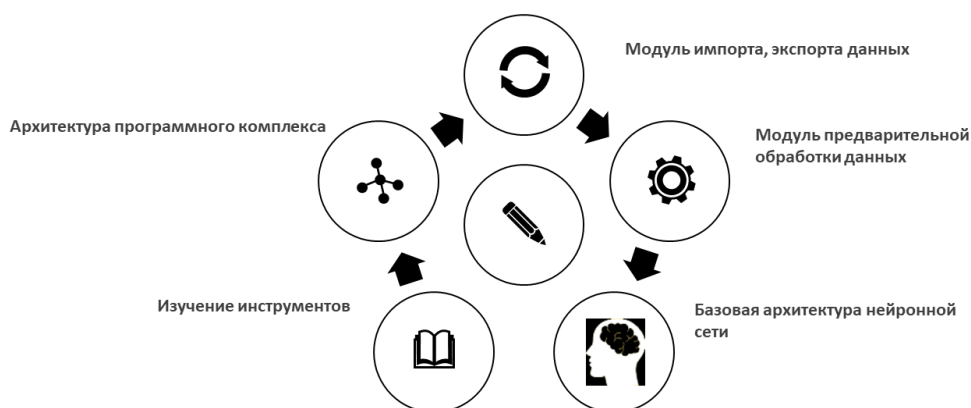 Модуль импорта, экспорта данных
Архитектура программного комплекса
Модуль предварительной
обработки данных
Изучение инструментов
Базовая архитектура нейронной
сети